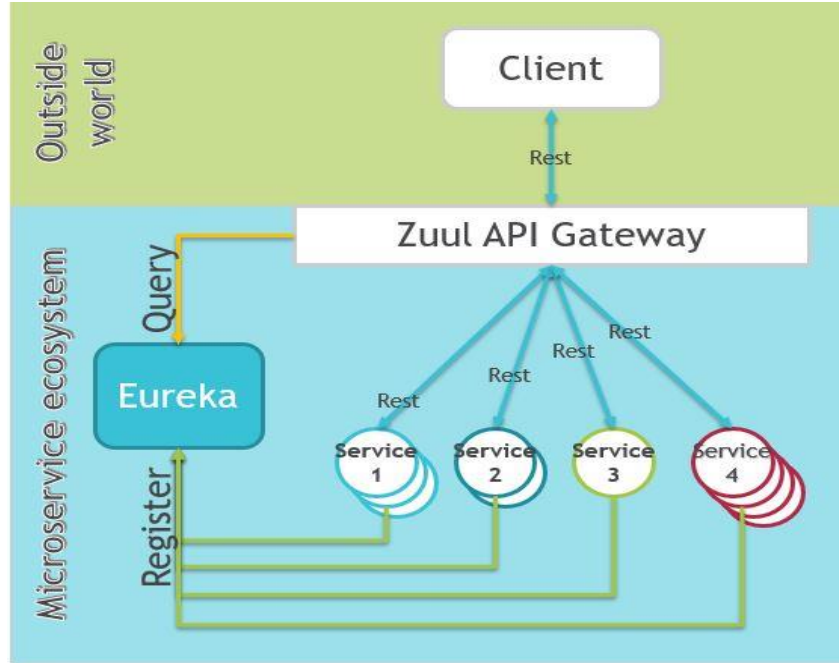 Outside
world
Client
Rest
Zuul API Gateway
Microservice ecosystem
Query
Eureka
Register
Rest
Rest
Rest
Rest
Service
1
Service
2
Service
3
Service
4